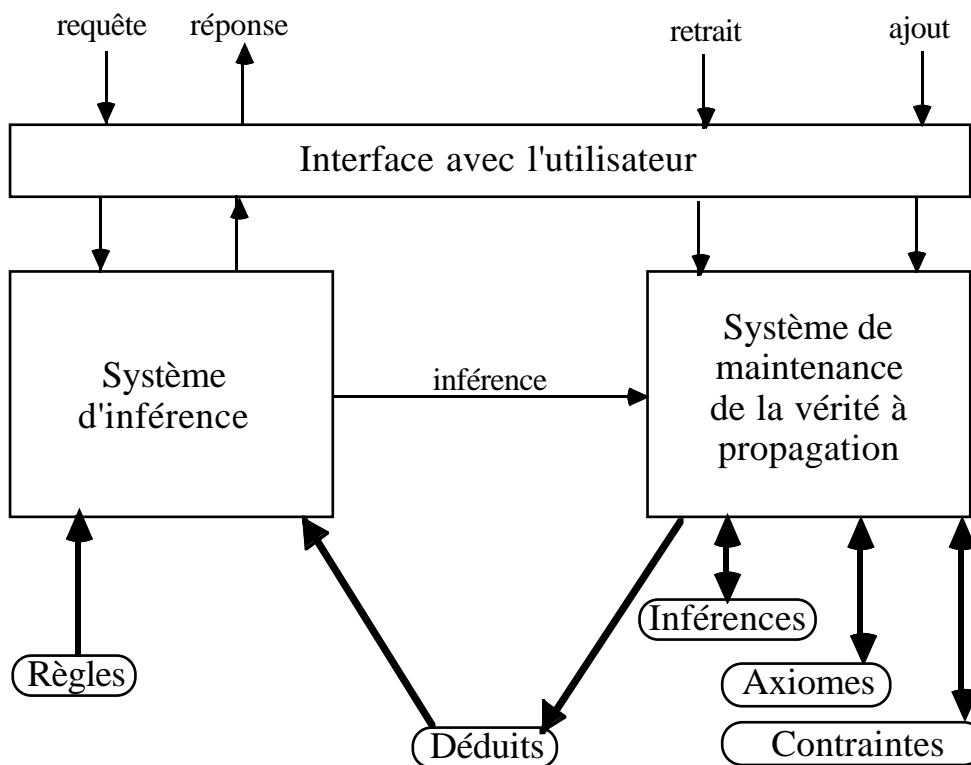 requête
réponse
retrait
ajout
Interface avec l'utilisateur
Système
d'inférence
inférence
Système de
maintenance
de la vérité à
propagation
Inférences
Règles
Axiomes
Déduits
Contraintes